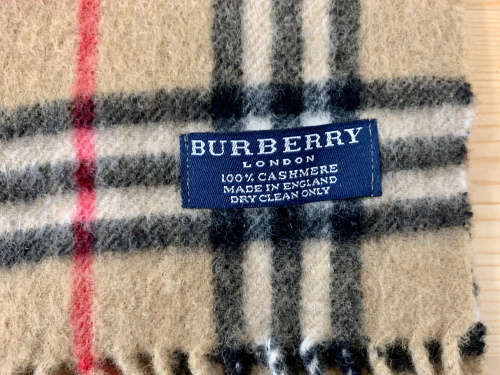 BURBERRY
LONDON
100% CASHMERE
MADE IN ENGLAND
DRY CLEAN ONLY